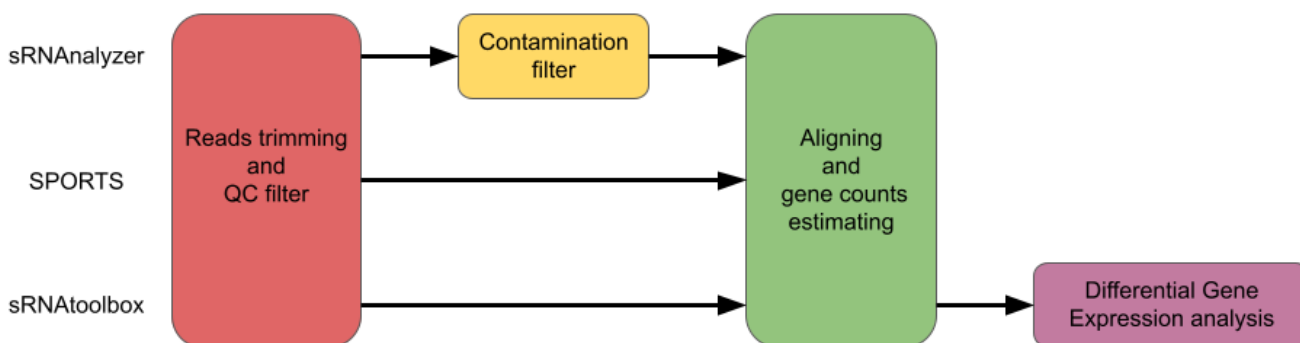 sRNAnalyzer
SPORTS
sRNAtoolbox
Reads trimming
and
QC filter
Contamination
filter
Aligning
and
gene counts
estimating
Differential Gene
Expression analysis